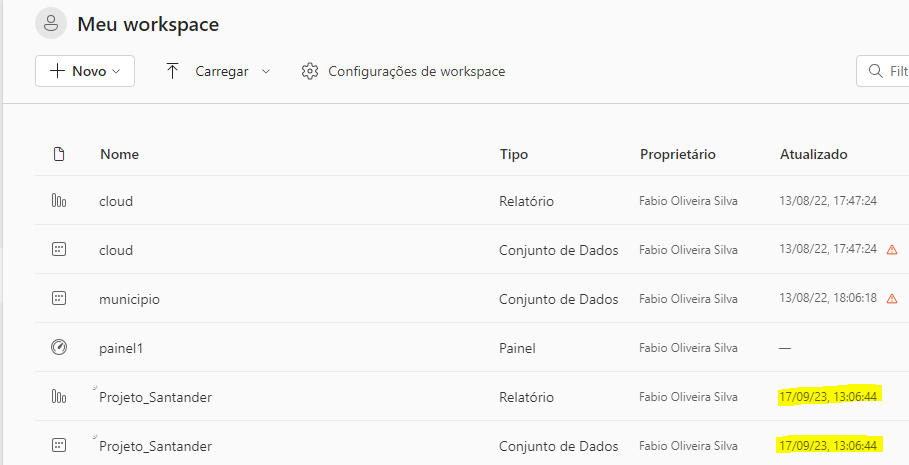 Meu workspace
Novo Carregar Configurações de workspace Filt
Nome Tipo Proprietário Atualizado
cloud Relatório Fabio Oliveira Silva 13/08/22, 17:47:24
cloud Conjunto de Dados Fabio Oliveira Silva 13/08/22, 17:47:24
municipio Conjunto de Dados Fabio Oliveira Silva 13/08/22, 18:06:18
painel1 Painel Fabio Oliveira Silva —
Projeto_Santander Relatório Fabio Oliveira Silva 17/09/23, 13:06:44
Projeto_Santander Conjunto de Dados Fabio Oliveira Silva 17/09/23, 13:06:44